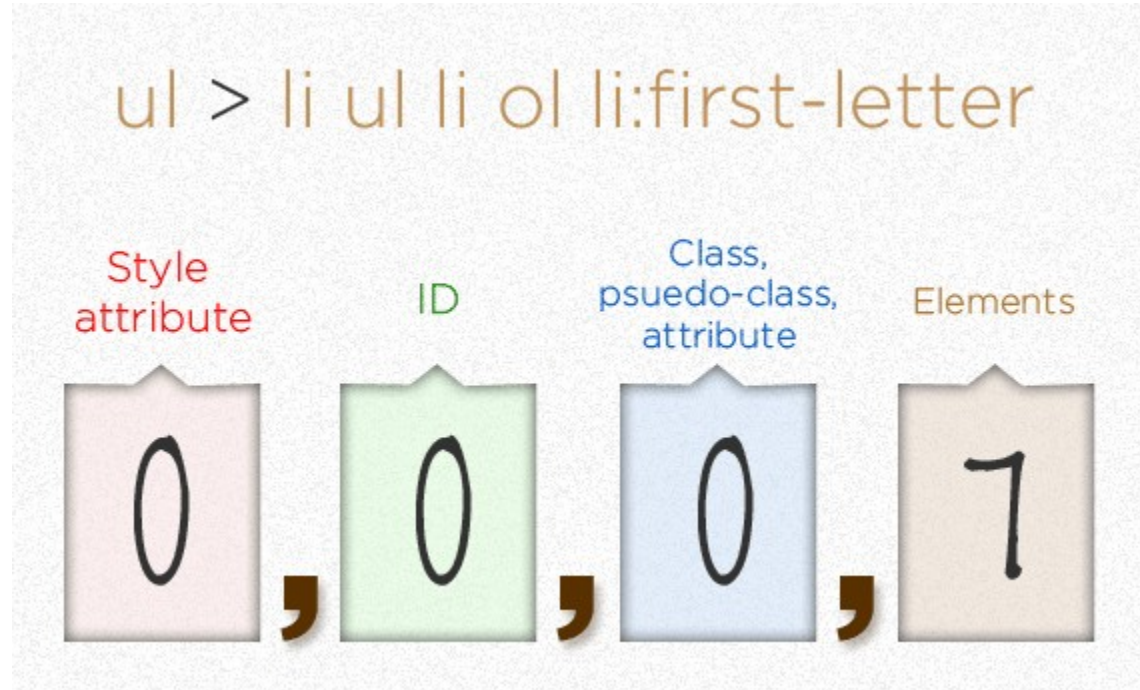 ul > li ul li ol li:first-letter
Style
attribute
ID
Class,
psuedo-class,
attribute
Elements
0 , 0 , 0 , 7